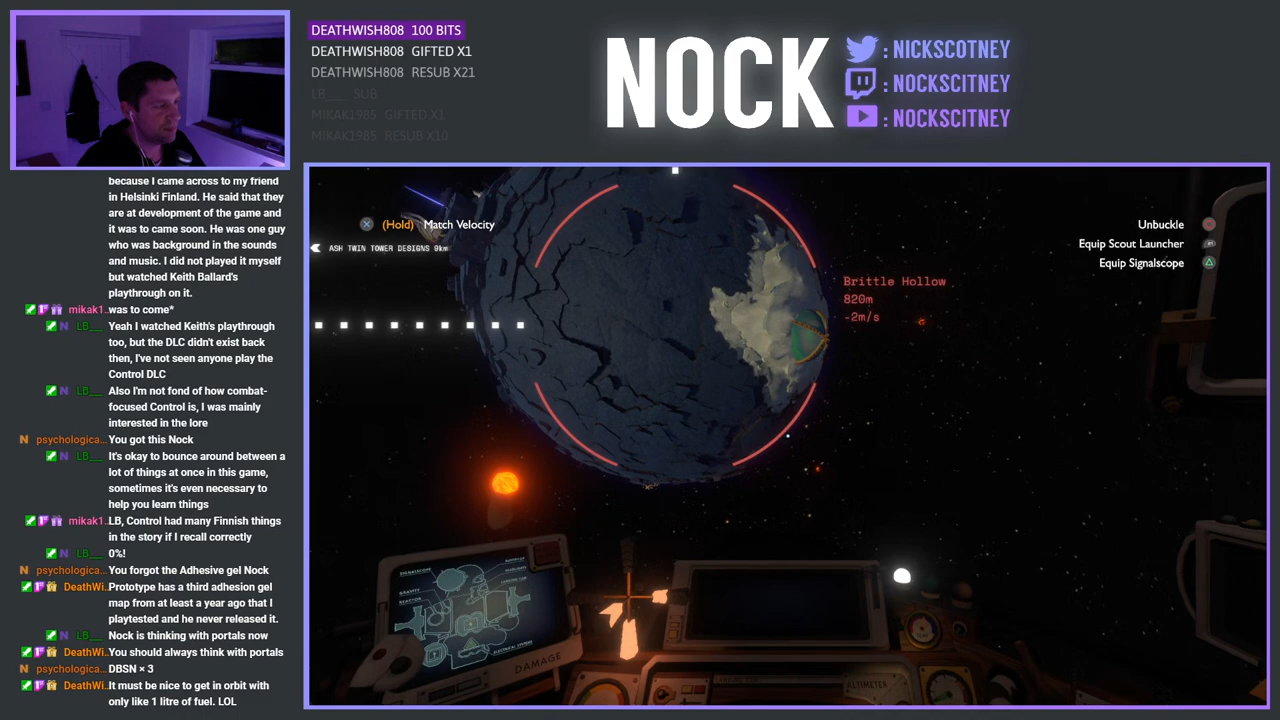 DEATHWISH808 100 BITS
DEATHWISH808 GIFTED X1
DEATHWISH808 RESUB X21
LB___ SUB
MIKAK1985 GIFTED X1
MIKAK1985 RESUB X10
NOCK
: NICKSCOTNEY
: NOCKSCITNEY
: NOCKSCITNEY
because I came across to my friend
in Helsinki Finland. He said that they
are at development of the game and
it was to came soon. He was one guy
who was background in the sounds
and music. I did not played it myself
but watched Keith Ballard's
playthrough on it.
mikak1.. was to come*
LB__ Yeah I watched Keith's playthrough
too, but the DLC didn't exist back
then, I've not seen anyone play the
Control DLC
LB__ Also I'm not fond of how combat-
focused Control is, I was mainly
interested in the lore
N psychologica... You got this Nock
LB__ It's okay to bounce around between a
lot of things at once in this game,
sometimes it's even necessary to
help you learn things
mikak1.. LB, Control had many Finnish things
in the story if I recall correctly
LB__ 0%!
N psychologica... You forgot the Adhesive gel Nock
DeathWi.. Prototype has a third adhesion gel
map from at least a year ago that I
playtested and he never released it.
LB__ Nock is thinking with portals now
DeathWi.. You should always think with portals
N psychologica... DBSN × 3
DeathWi.. It must be nice to get in orbit with
only like 1 litre of fuel. LOL
(Hold) Match Velocity
ASH TWIN TOWER DESIGNS 9km
Unbuckle
Equip Scout Launcher
Equip Signalscope
Brittle Hollow
820m
-2m/s
GRAVITY
REACTOR
ELECTRICAL SYSTEMS
DAMAGE
ALTIMETER